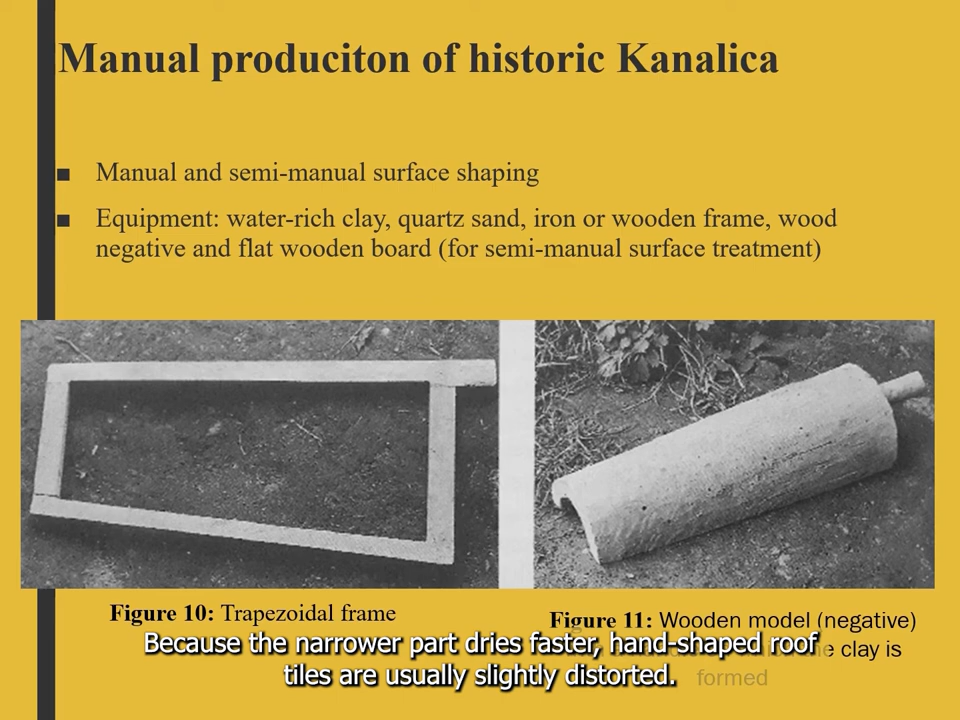 Manual produciton of historic Kanalica
■ Manual and semi-manual surface shaping
■ Equipment: water-rich clay, quartz sand, iron or wooden frame, wood
negative and flat wooden board (for semi-manual surface treatment)
Figure 10: Trapezoidal frame
Figure 11: Wooden model (negative)
clay is
formed
Because the narrower part dries faster, hand-shaped roof
tiles are usually slightly distorted.